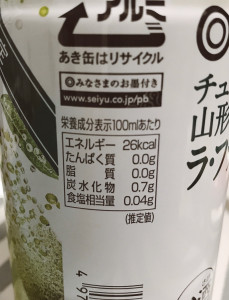 アルミ
あき缶はリサイクル
みなさまのお墨付き
www.seiyu.co.jp/pb
栄養成分表示100mlあたり
エネルギー 26kcal
たんぱく質 0.0g
脂質 0.0g
炭水化物 0.7g
食塩相当量 0.04g
(推定値)
チュ
山形
ラ・フ
4 97